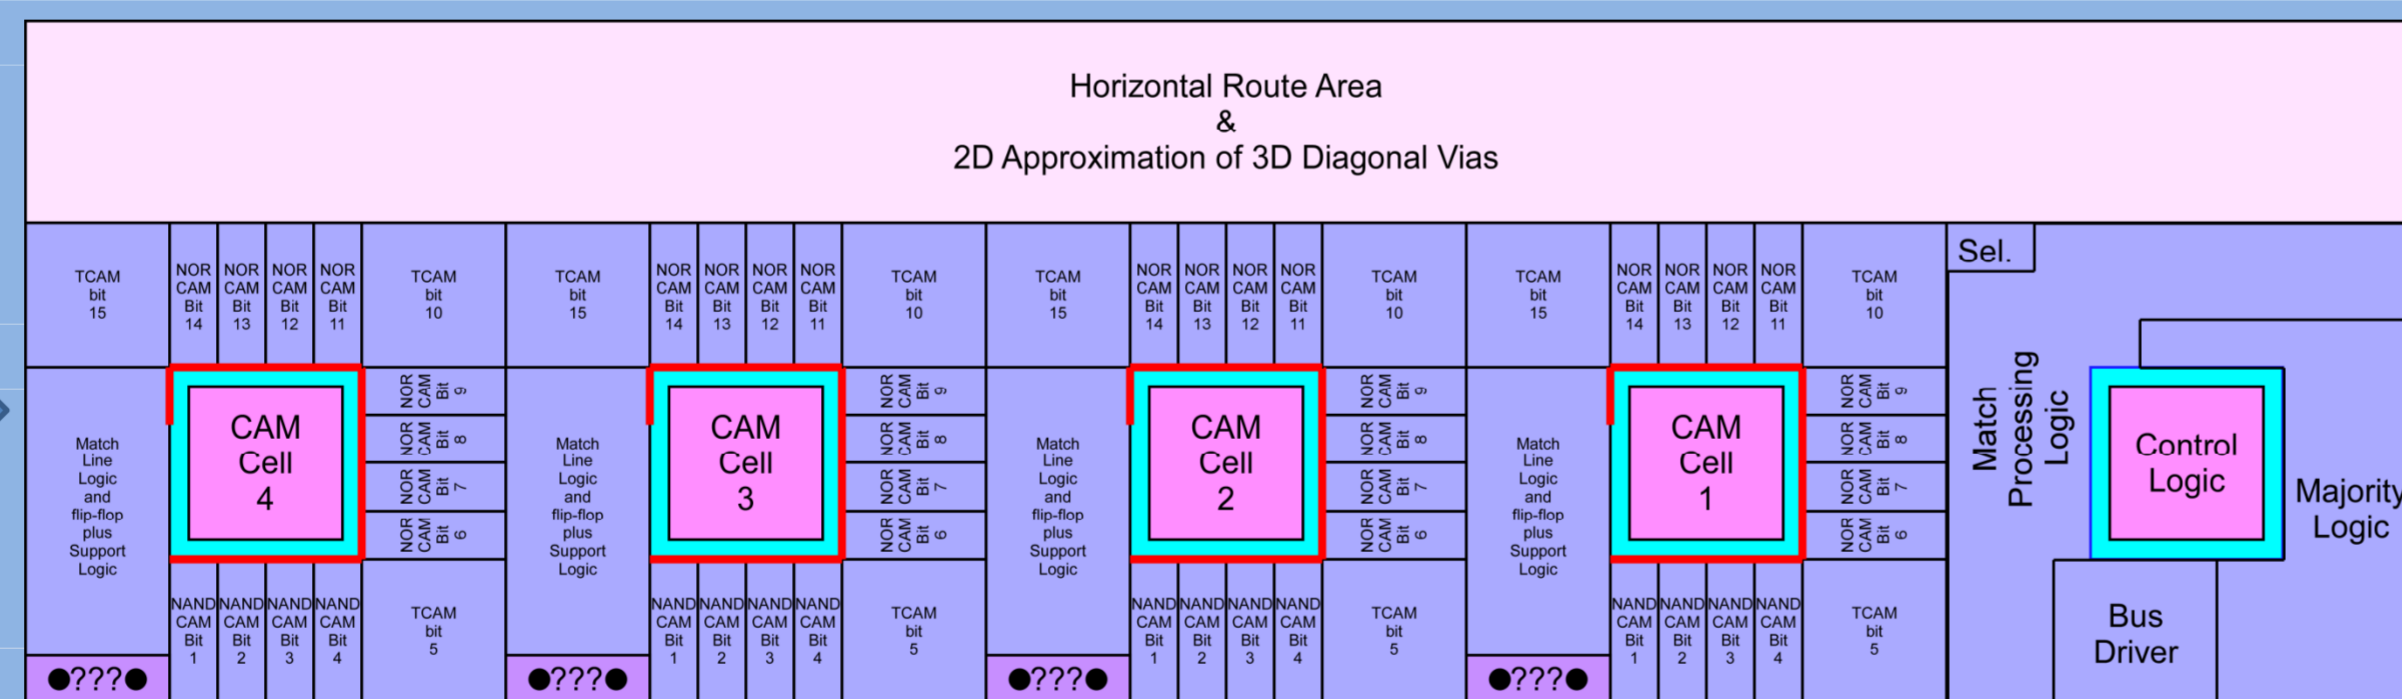 Horizontal Route Area
&
2D Approximation of 3D Diagonal Vias
TCAM
bit
15
NOR
CAM
Bit
14
NOR
CAM
Bit
13
NOR
CAM
Bit
12
NOR
CAM
Bit
11
TCAM
bit
10
TCAM
bit
15
NOR
CAM
Bit
14
NOR
CAM
Bit
13
NOR
CAM
Bit
12
NOR
CAM
Bit
11
TCAM
bit
10
TCAM
bit
15
NOR
CAM
Bit
14
NOR
CAM
Bit
13
NOR
CAM
Bit
12
NOR
CAM
Bit
11
TCAM
bit
10
TCAM
bit
15
NOR
CAM
Bit
14
NOR
CAM
Bit
13
NOR
CAM
Bit
12
NOR
CAM
Bit
11
TCAM
bit
10
Sel.
Match
Line
Logic
and
flip-flop
plus
Support
Logic
CAM
Cell
4
NOR
CAM
Bit
9
NOR
CAM
Bit
8
NOR
CAM
Bit
7
NOR
CAM
Bit
6
Match
Line
Logic
and
flip-flop
plus
Support
Logic
CAM
Cell
3
NOR
CAM
Bit
9
NOR
CAM
Bit
8
NOR
CAM
Bit
7
NOR
CAM
Bit
6
Match
Line
Logic
and
flip-flop
plus
Support
Logic
CAM
Cell
2
NOR
CAM
Bit
9
NOR
CAM
Bit
8
NOR
CAM
Bit
7
NOR
CAM
Bit
6
Match
Line
Logic
and
flip-flop
plus
Support
Logic
CAM
Cell
1
NOR
CAM
Bit
9
NOR
CAM
Bit
8
NOR
CAM
Bit
7
NOR
CAM
Bit
6
Match
Processing
Logic
Control
Logic
Majority
Logic
●???●
NAND
CAM
Bit
1
NAND
CAM
Bit
2
NAND
CAM
Bit
3
NAND
CAM
Bit
4
TCAM
bit
5
●???●
NAND
CAM
Bit
1
NAND
CAM
Bit
2
NAND
CAM
Bit
3
NAND
CAM
Bit
4
TCAM
bit
5
●???●
NAND
CAM
Bit
1
NAND
CAM
Bit
2
NAND
CAM
Bit
3
NAND
CAM
Bit
4
TCAM
bit
5
●???●
NAND
CAM
Bit
1
NAND
CAM
Bit
2
NAND
CAM
Bit
3
NAND
CAM
Bit
4
TCAM
bit
5
Bus
Driver